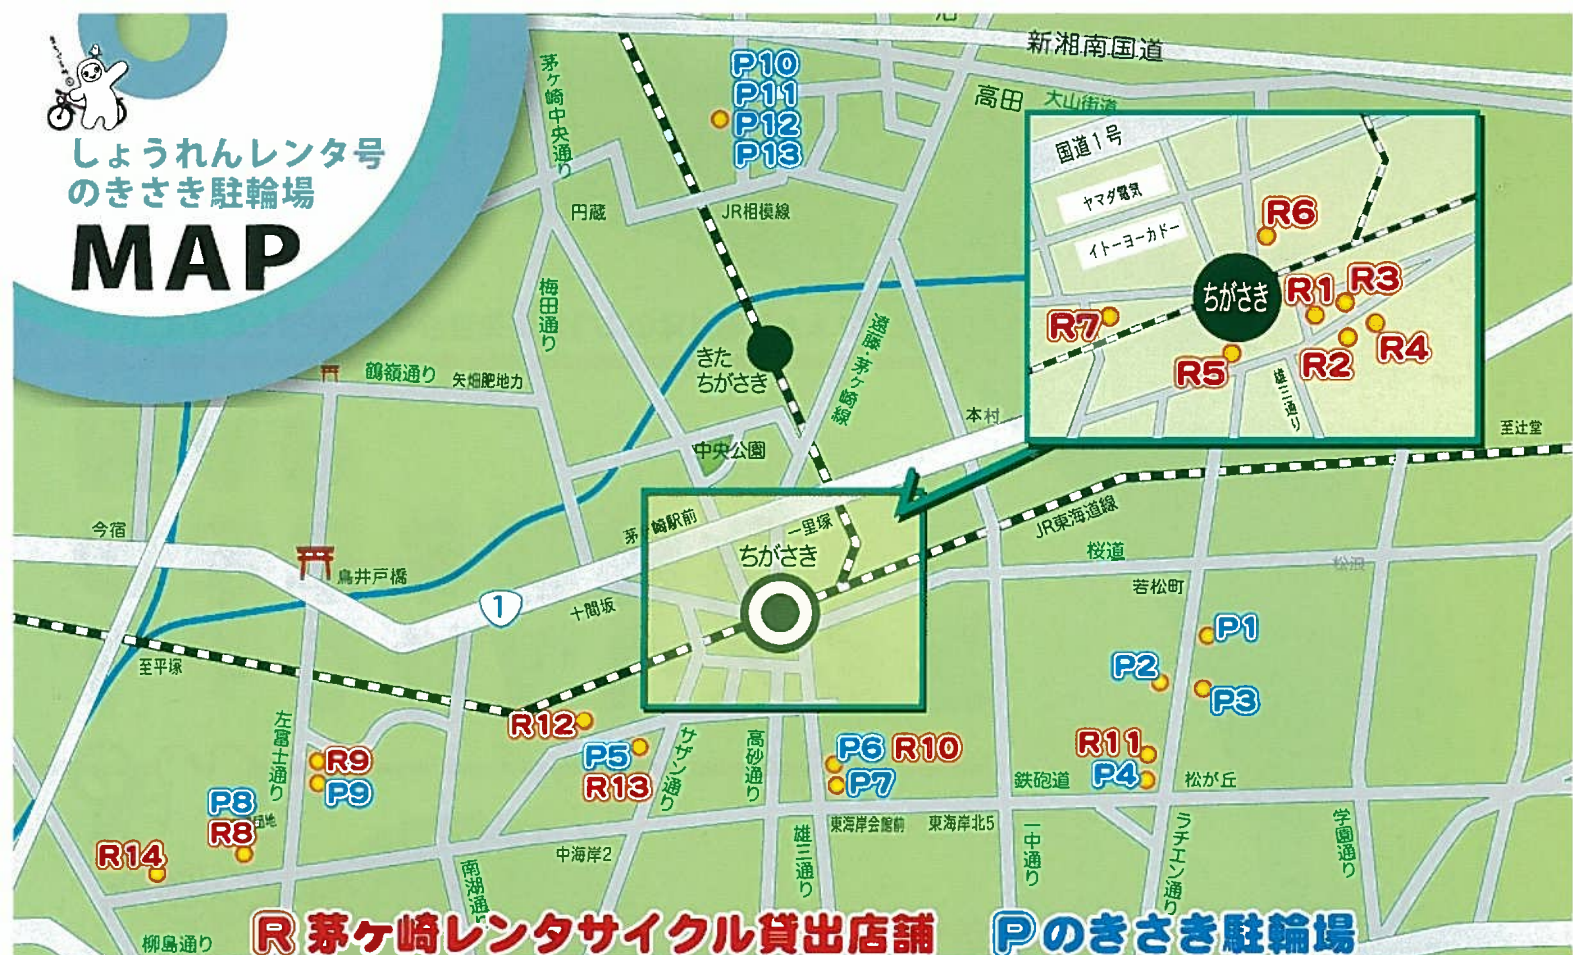 しょうれんレンタ号
のきさき駐輪場
MAP
新湘南国道
茅ヶ崎中央通り
P10
P11
P12
P13
高田
大山街道
円蔵
JR相模線
国道1号
ヤマダ電気
イトーヨーカドー
R6
ちがさき
R1
R3
R7
R5
R2
R4
雄三通り
梅田通り
きた
ちがさき
遠藤・茅ヶ崎線
鶴嶺通り
矢畑肥地力
本村
至辻堂
中央公園
今宿
茅ヶ崎駅前
一里塚
JR東海道線
ちがさき
桜道
松浪
鳥井戸橋
1
十間坂
若松町
至平塚
P1
P2
P3
左富士通り
R12
P5
R13
サザン通り
高砂通り
P6 R10
P7
R11
P4
鉄砲道
松が丘
R9
P9
P8
団地
R8
R14
東海岸会館前
東海岸北5
中海岸2
雄三通り
一中通り
ラチエン通り
学園通り
南湖通り
柳島通り
R 茅ヶ崎レンタサイクル貸出店舗
P のきさき駐輪場